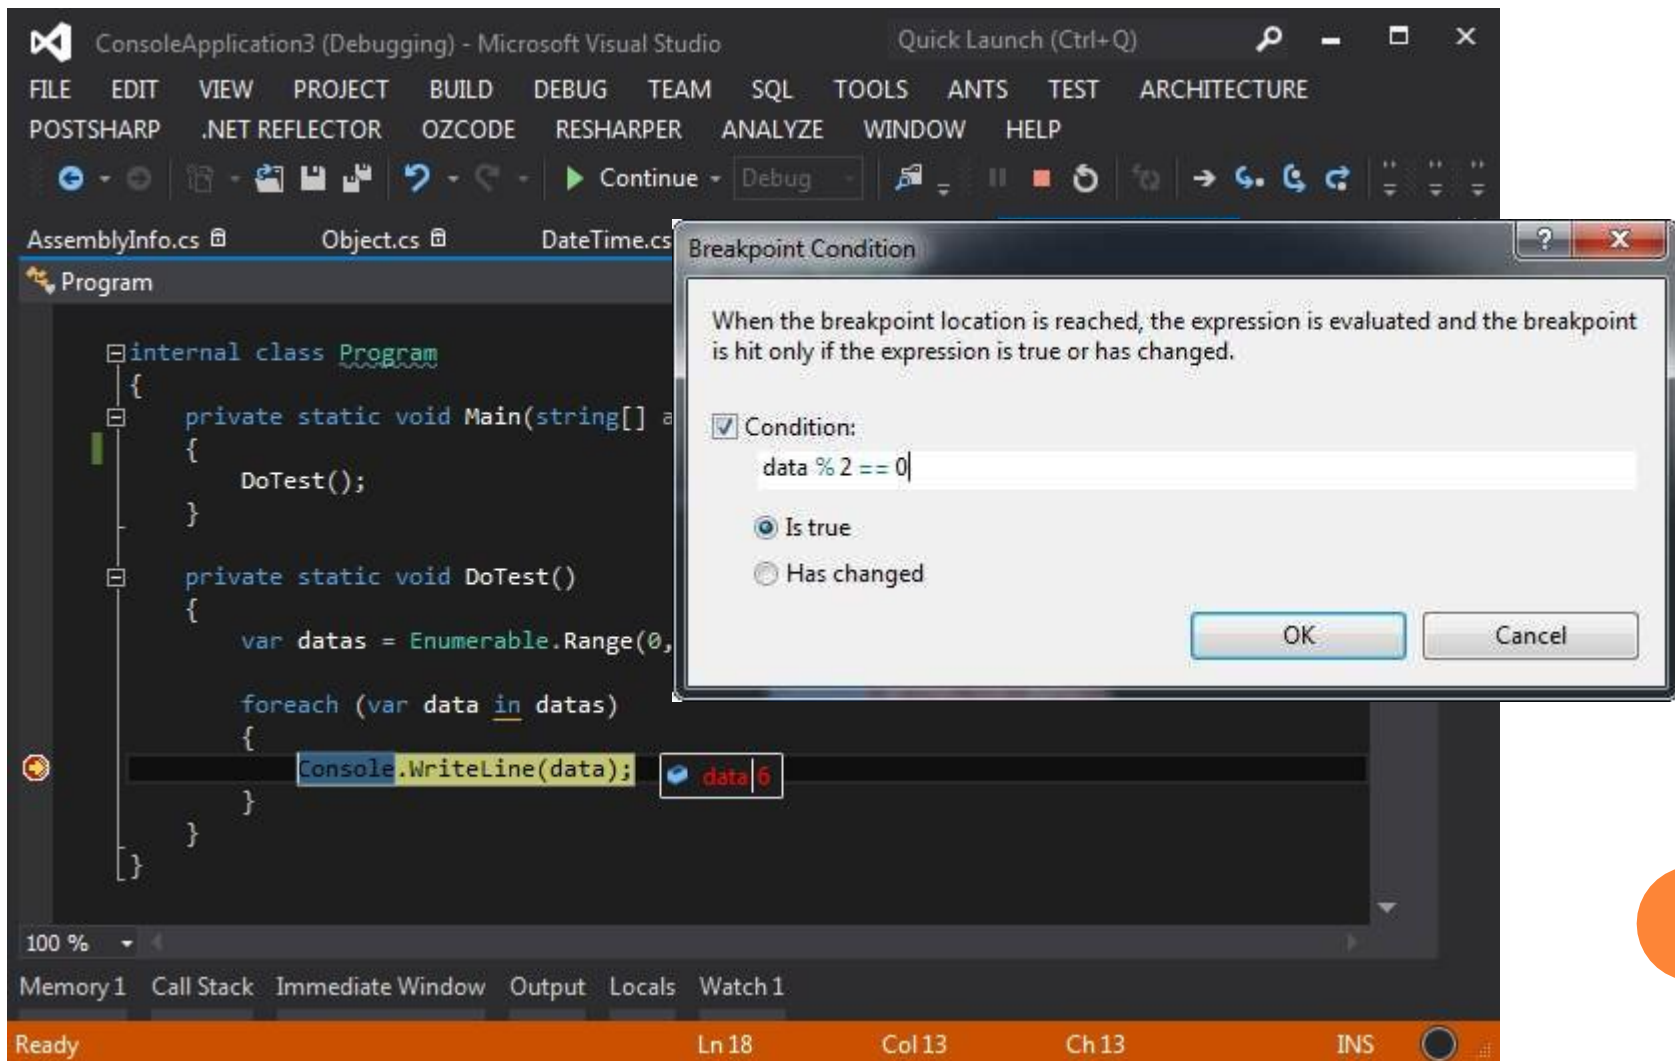 ConsoleApplication3 (Debugging) - Microsoft Visual Studio
Quick Launch (Ctrl+Q)
FILE EDIT VIEW PROJECT BUILD DEBUG TEAM SQL TOOLS ANTS TEST ARCHITECTURE
POSTSHARP .NET REFLECTOR OZCODE RESHARPER ANALYZE WINDOW HELP
Continue Debug
AssemblyInfo.cs Object.cs DateTime.cs
Program
Breakpoint Condition
When the breakpoint location is reached, the expression is evaluated and the breakpoint
is hit only if the expression is true or has changed.
Condition:
data % 2 == 0
Is true
Has changed
OK Cancel
internal class Program
{
private static void Main(string[] a
{
DoTest();
}
private static void DoTest()
{
var datas = Enumerable.Range(0,
foreach (var data in datas)
{
Console.WriteLine(data);
data 6
}
}
}
100 %
Memory 1 Call Stack Immediate Window Output Locals Watch 1
Ready Ln 18 Col 13 Ch 13 INS